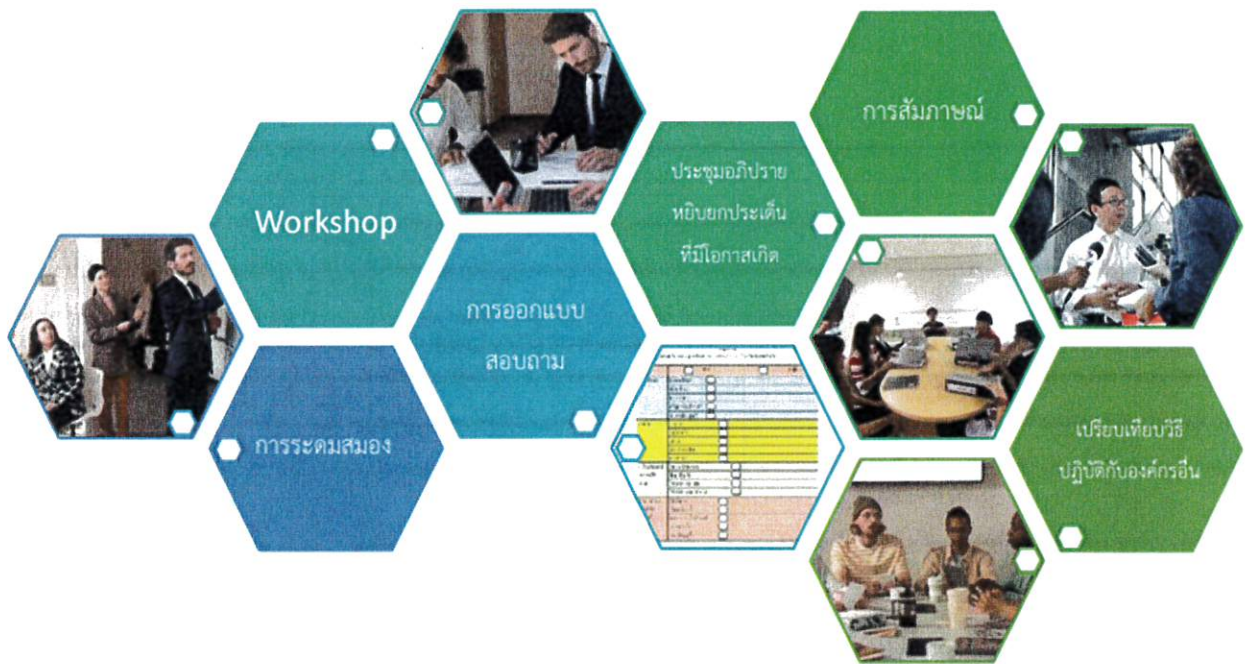 การสัมภาษณ์
ประชุมอภิปราย
หยิบยกประเด็น
ที่มีโอกาสเกิด
Workshop
การออกแบบ
สอบถาม
การระดมสมอง
เปรียบเทียบวิธี
ปฏิบัติกับองค์กรอื่น